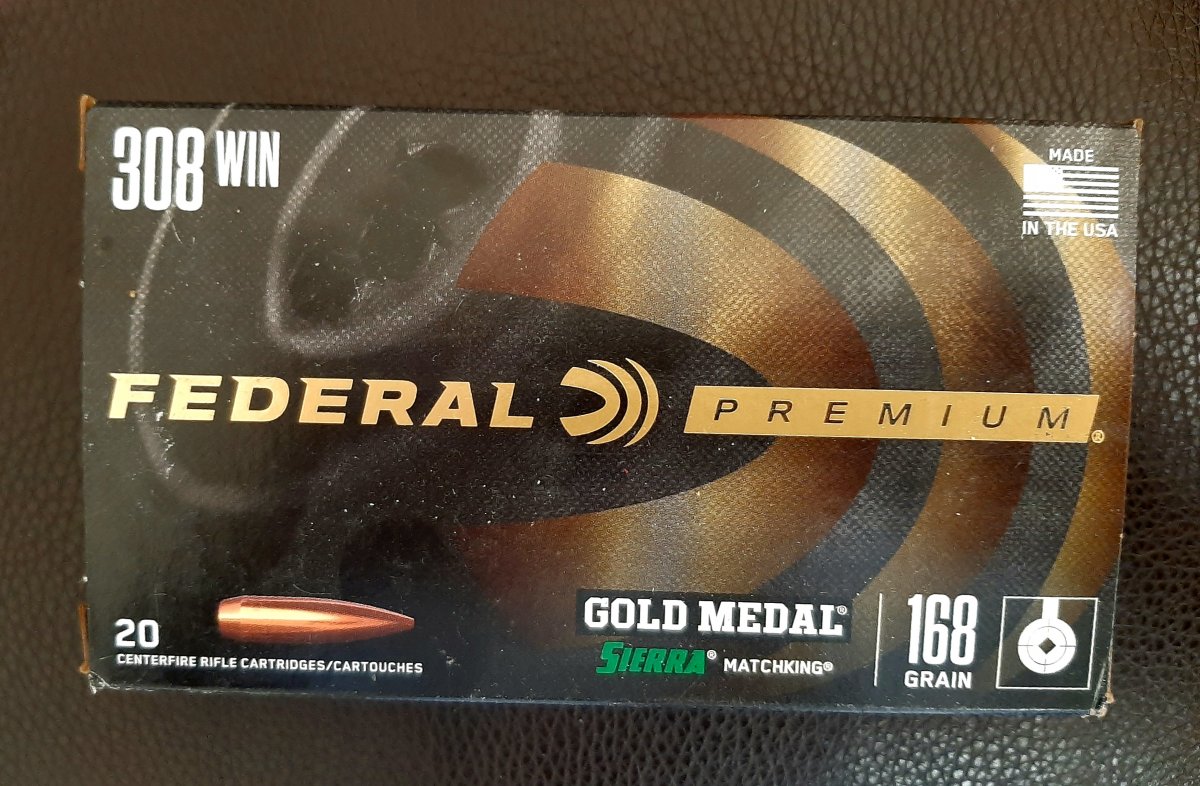 308 WIN
MADE
IN THE USA
FEDERAL PREMIUM®
20
CENTERFIRE RIFLE CARTRIDGES/CARTOUCHES
GOLD MEDAL®
SIERRA® MATCHKING®
168
GRAIN